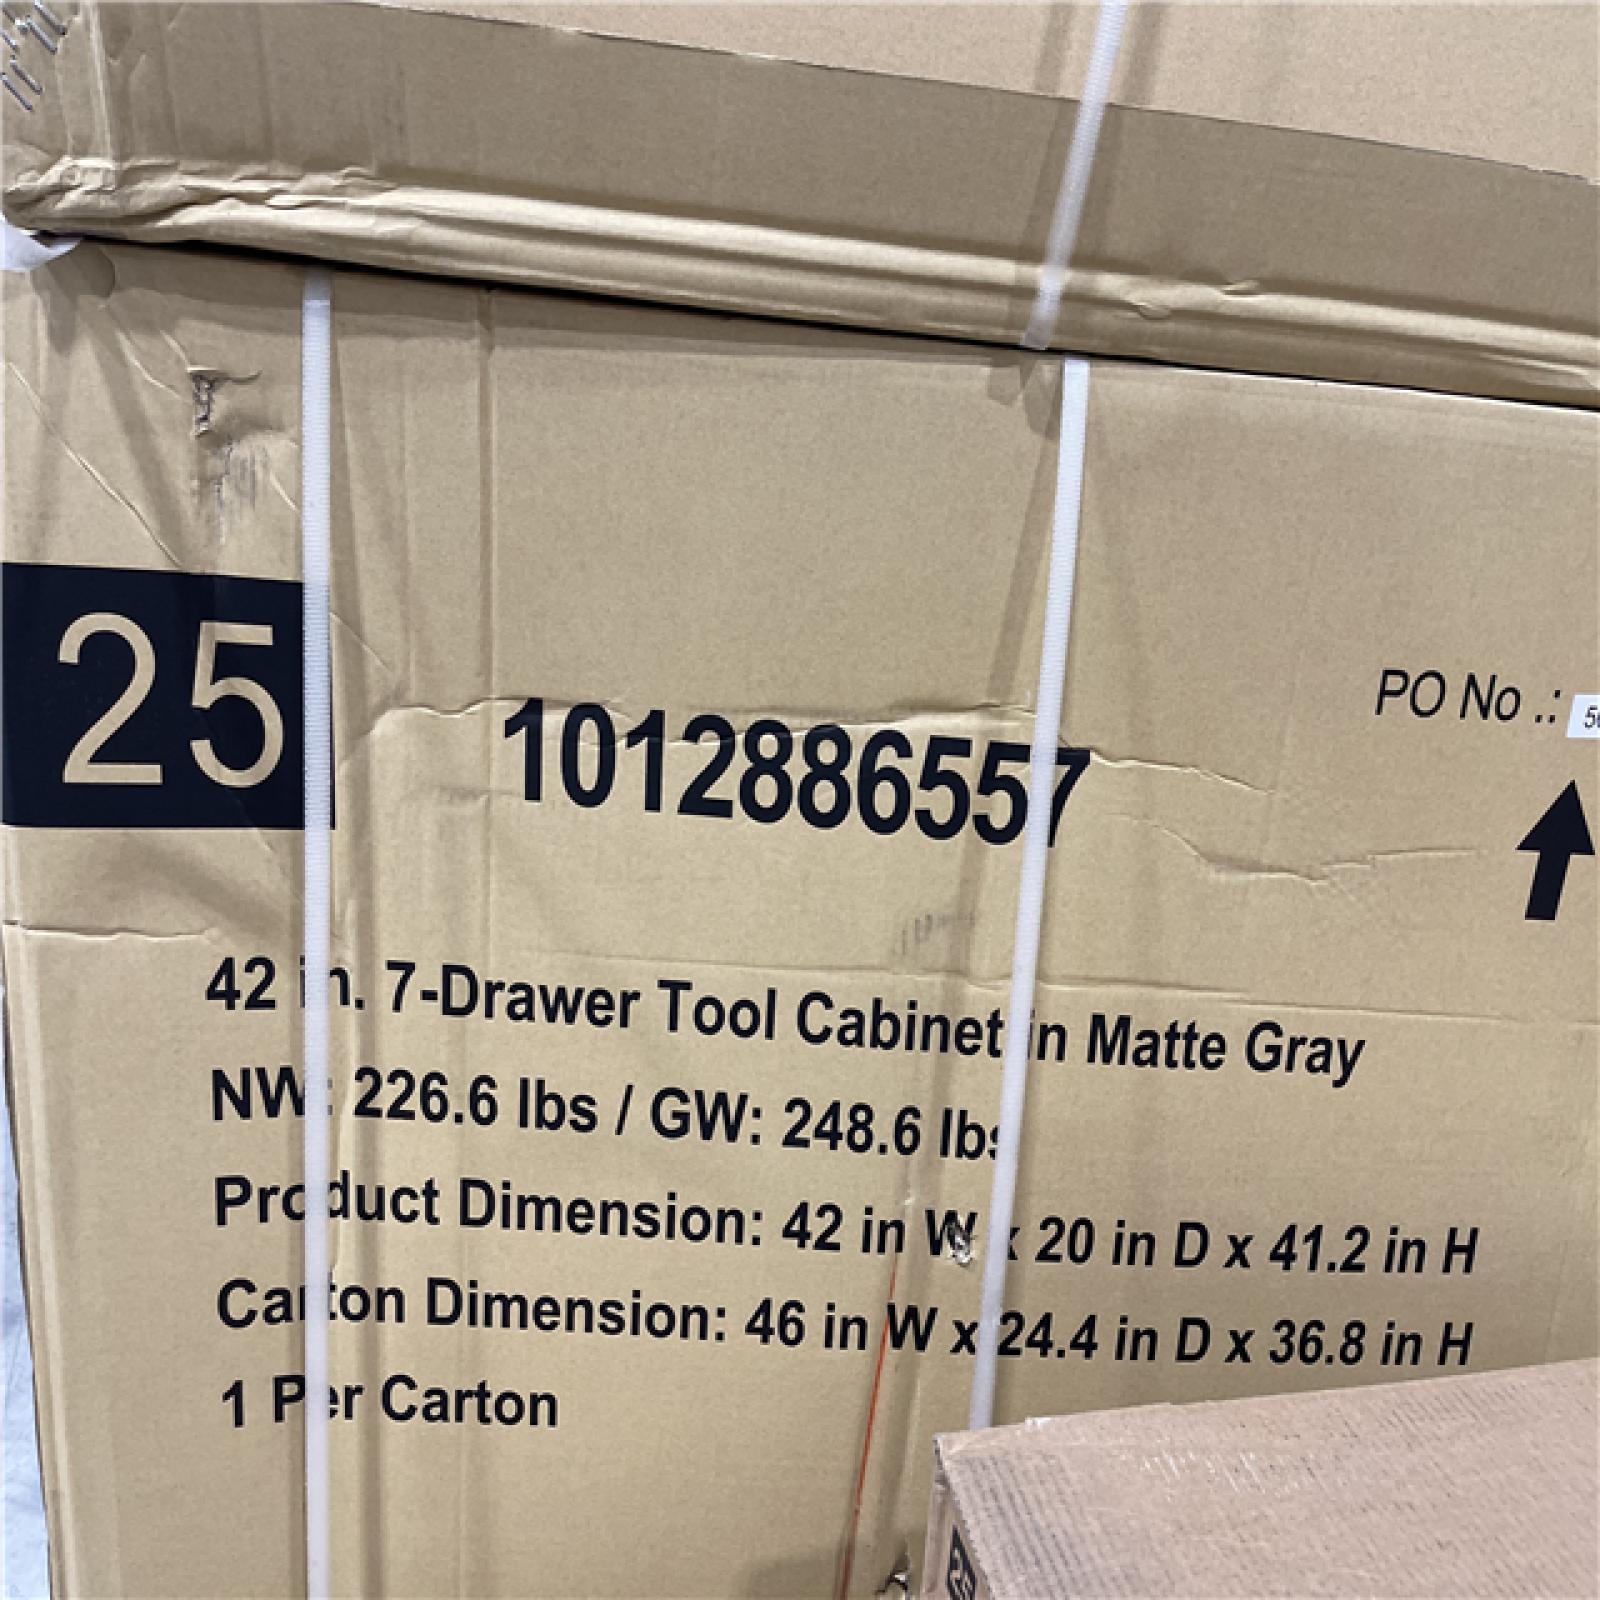 25
1012886557
PO No .:
42 in. 7-Drawer Tool Cabinet in Matte Gray
NW: 226.6 lbs / GW: 248.6 lbs
Product Dimension: 42 in W x 20 in D x 41.2 in H
Carton Dimension: 46 in W x 24.4 in D x 36.8 in H
1 Per Carton
25